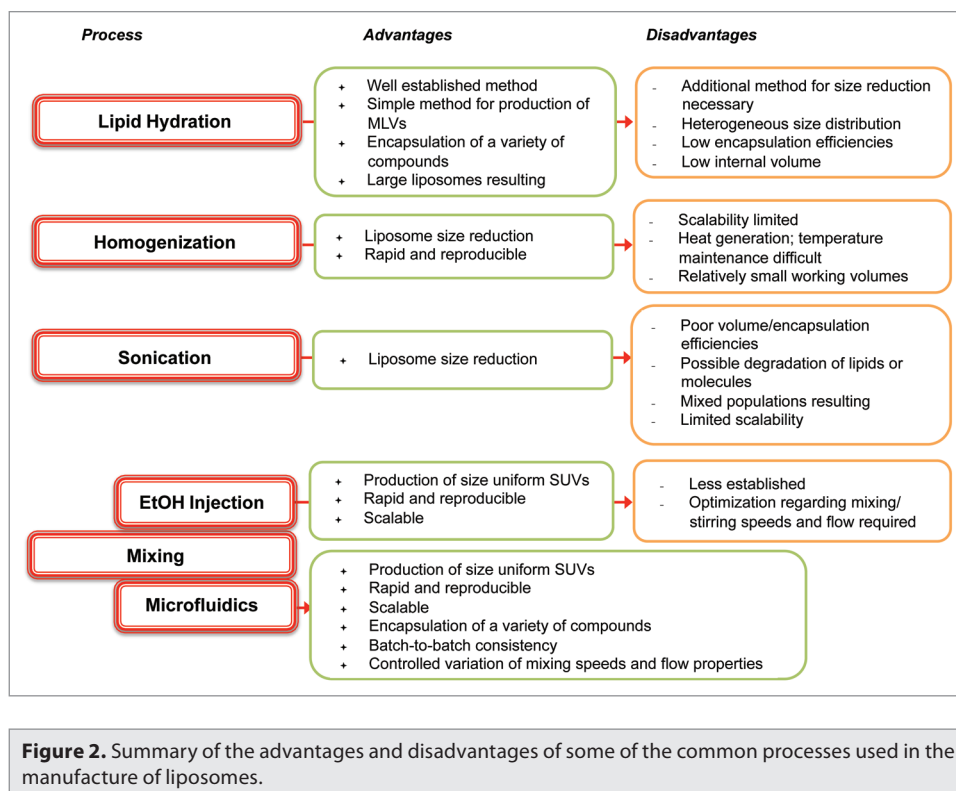 Process Advantages Disadvantages
Lipid Hydration
+ Well established method
+ Simple method for production of
MLVs
+ Encapsulation of a variety of
compounds
+ Large liposomes resulting
- Additional method for size reduction
necessary
- Heterogeneous size distribution
- Low encapsulation efficiencies
- Low internal volume
Homogenization
+ Liposome size reduction
+ Rapid and reproducible
- Scalability limited
- Heat generation; temperature
maintenance difficult
- Relatively small working volumes
Sonication
+ Liposome size reduction
- Poor volume/encapsulation
efficiencies
- Possible degradation of lipids or
molecules
- Mixed populations resulting
- Limited scalability
EtOH Injection
+ Production of size uniform SUVs
+ Rapid and reproducible
+ Scalable
- Less established
- Optimization regarding mixing/
stirring speeds and flow required
Mixing
Microfluidics
+ Production of size uniform SUVs
+ Rapid and reproducible
+ Scalable
+ Encapsulation of a variety of compounds
+ Batch-to-batch consistency
+ Controlled variation of mixing speeds and flow properties
Figure 2. Summary of the advantages and disadvantages of some of the common processes used in the
manufacture of liposomes.